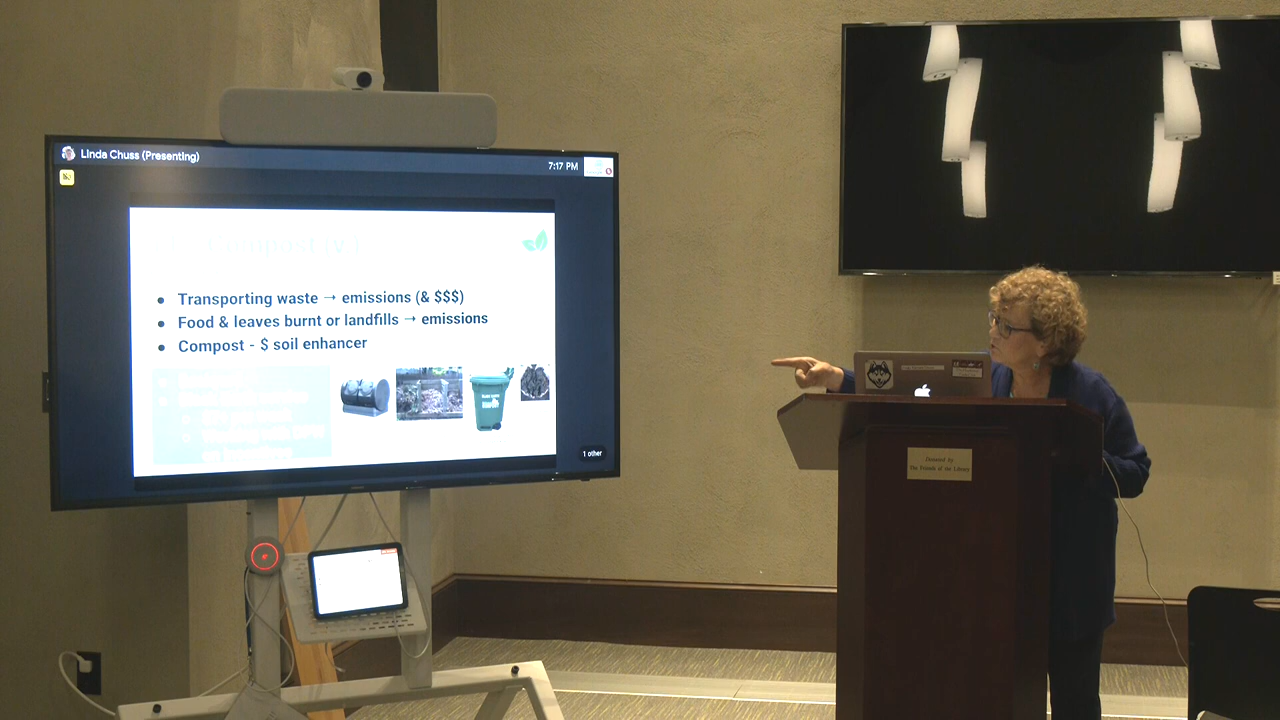 Linda Chuss (Presenting)
7:17 PM
• Transporting waste → emissions (& $$$)
• Food & leaves burnt or landfills → emissions
• Compost - $ soil enhancer
1 other
Donated By
The Friends of the Library